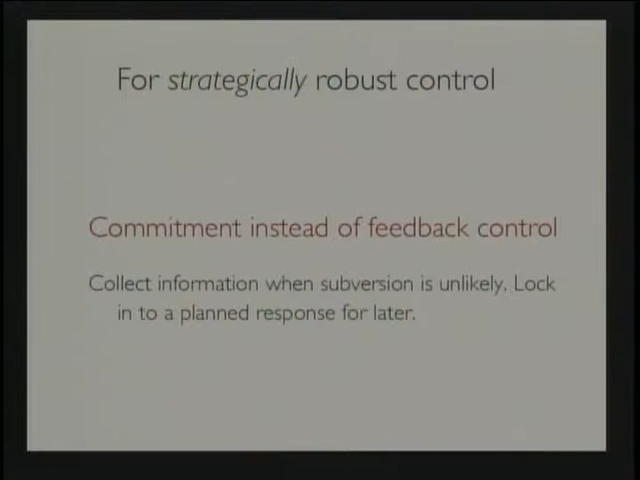 For strategically robust control
Commitment instead of feedback control
Collect information when subversion is unlikely. Lock
in to a planned response for later.